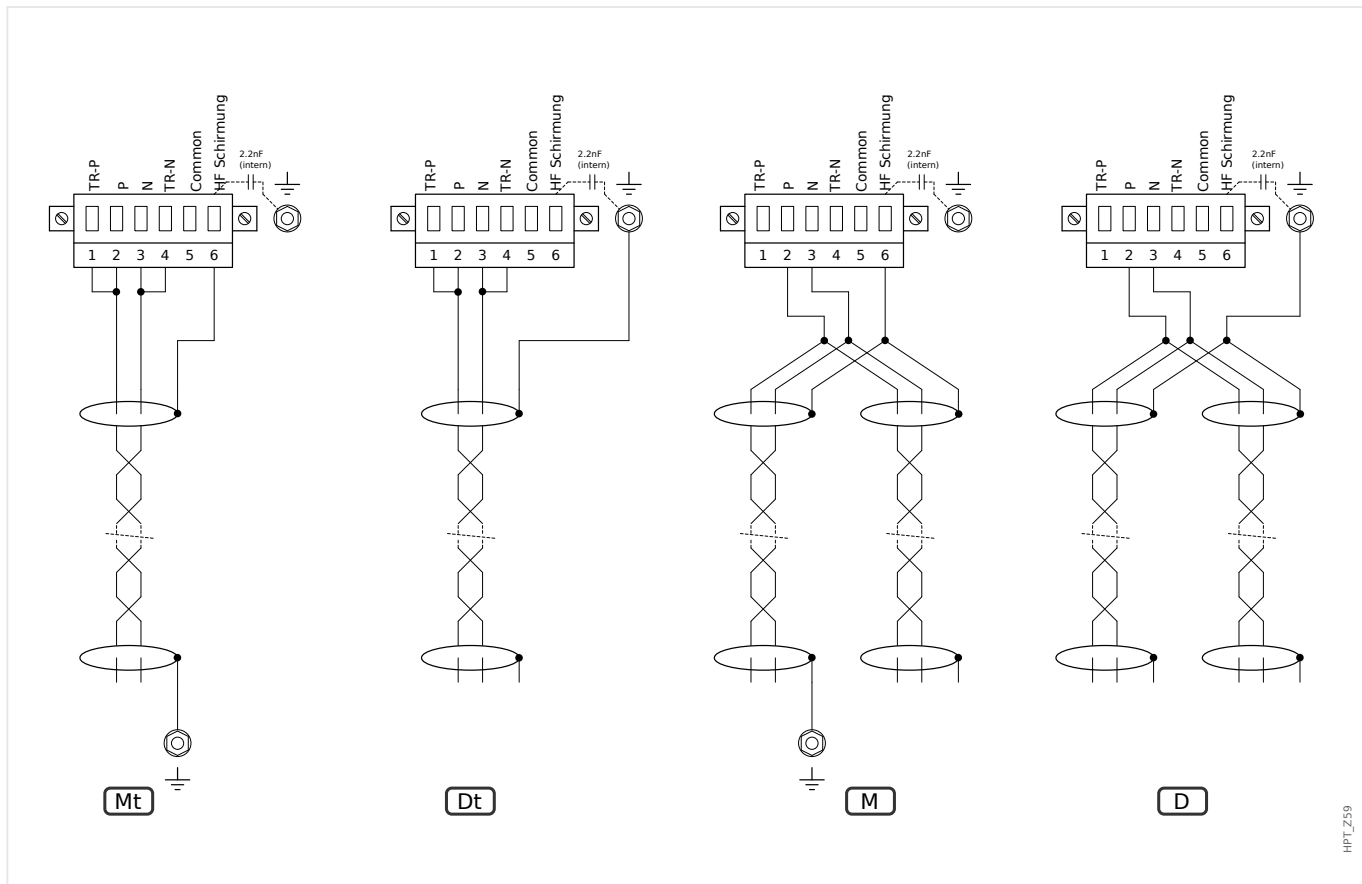 TR-P
P
N
TR-N
Common
HF Schirmung
2.2nF
(intern)
1 2 3 4 5 6
Mt
TR-P
P
N
TR-N
Common
HF Schirmung
2.2nF
(intern)
1 2 3 4 5 6
Dt
TR-P
P
N
TR-N
Common
HF Schirmung
2.2nF
(intern)
1 2 3 4 5 6
M
TR-P
P
N
TR-N
Common
HF Schirmung
2.2nF
(intern)
1 2 3 4 5 6
D
HPT_Z59